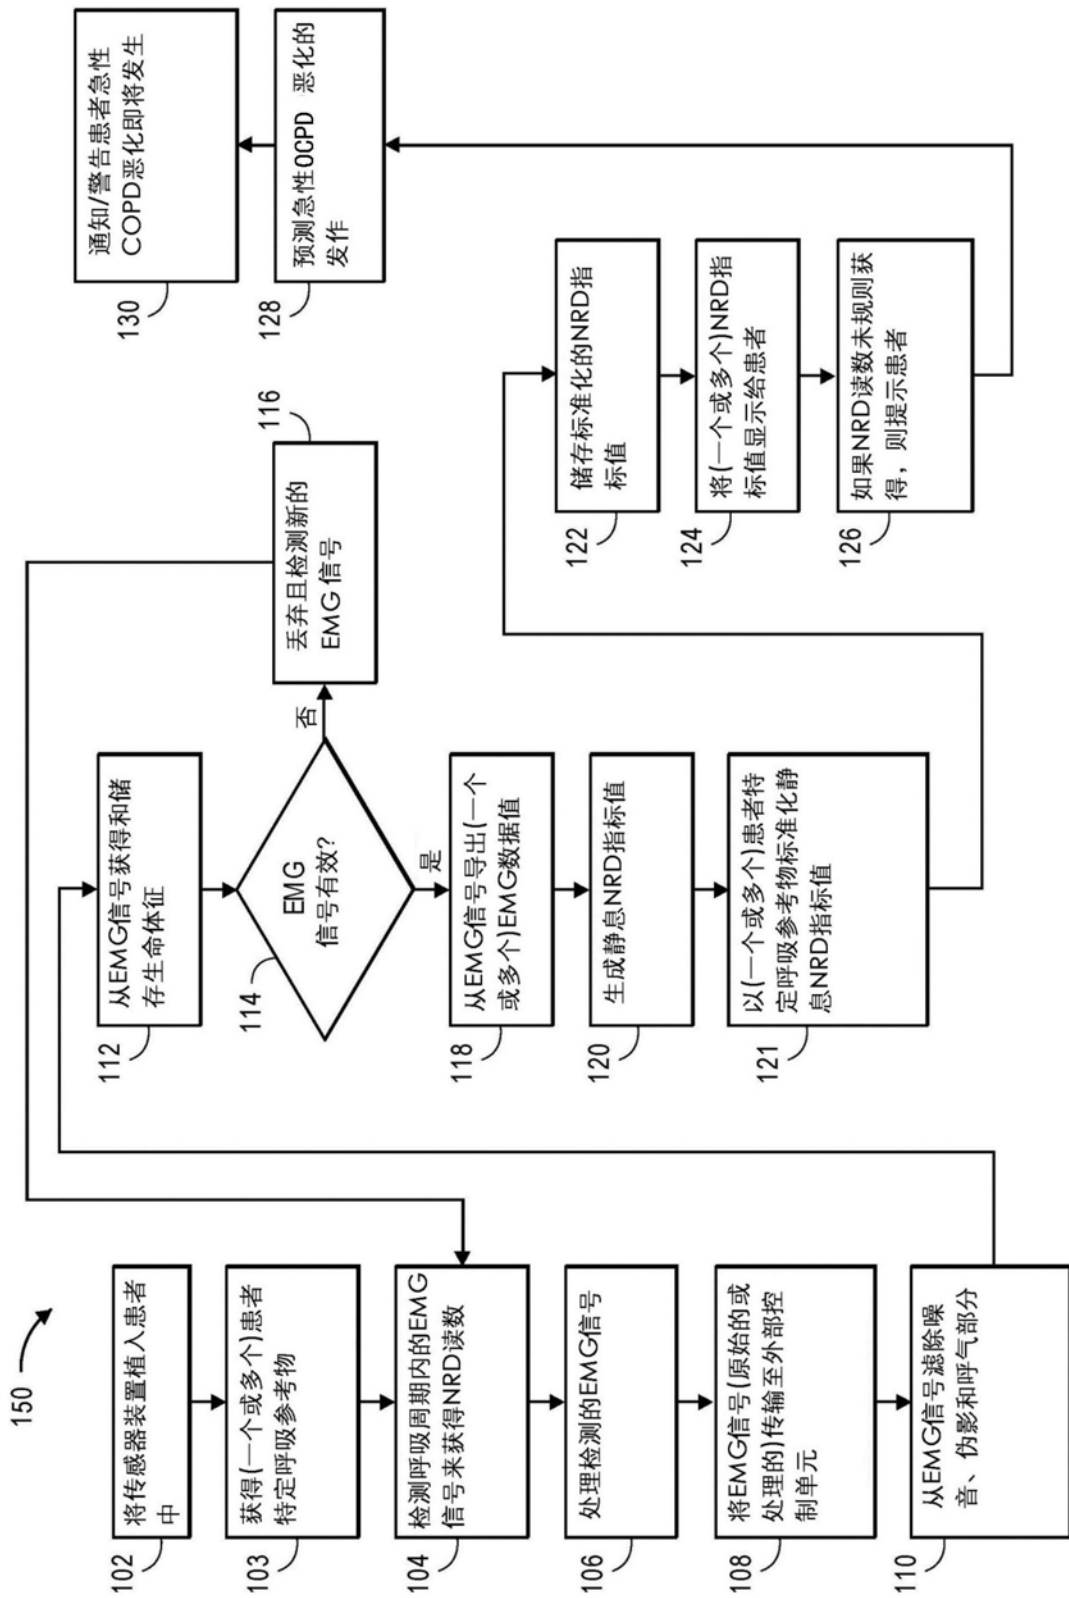 150
将传感器装置植入患者
中
102
获得(一个或多个)患者
特定呼吸参考物
103
检测呼吸周期内的EMG
信号来获得NRD读数
104
处理检测的EMG信号
106
将EMG信号(原始的或
处理的)传输至外部控
制单元
108
从EMG信号滤除噪
音、伪影和呼气部分
110
从EMG信号获得和储
存生命体征
112
EMG
信号有效?
114
否
丢弃且检测新的
EMG信号
116
是
从EMG信号导出(一个
或多个)EMG数据值
118
生成静息NRD指标值
120
以(一个或多个)患者特
定呼吸参考物标准化静
息NRD指标值
121
储存标准化的NRD指
标值
122
将(一个或多个)NRD指
标值显示给患者
124
如果NRD读数未规则获
得，则提示患者
126
预测急性OCPD 恶化的
发作
128
通知/警告患者急性
COPD恶化即将发生
130